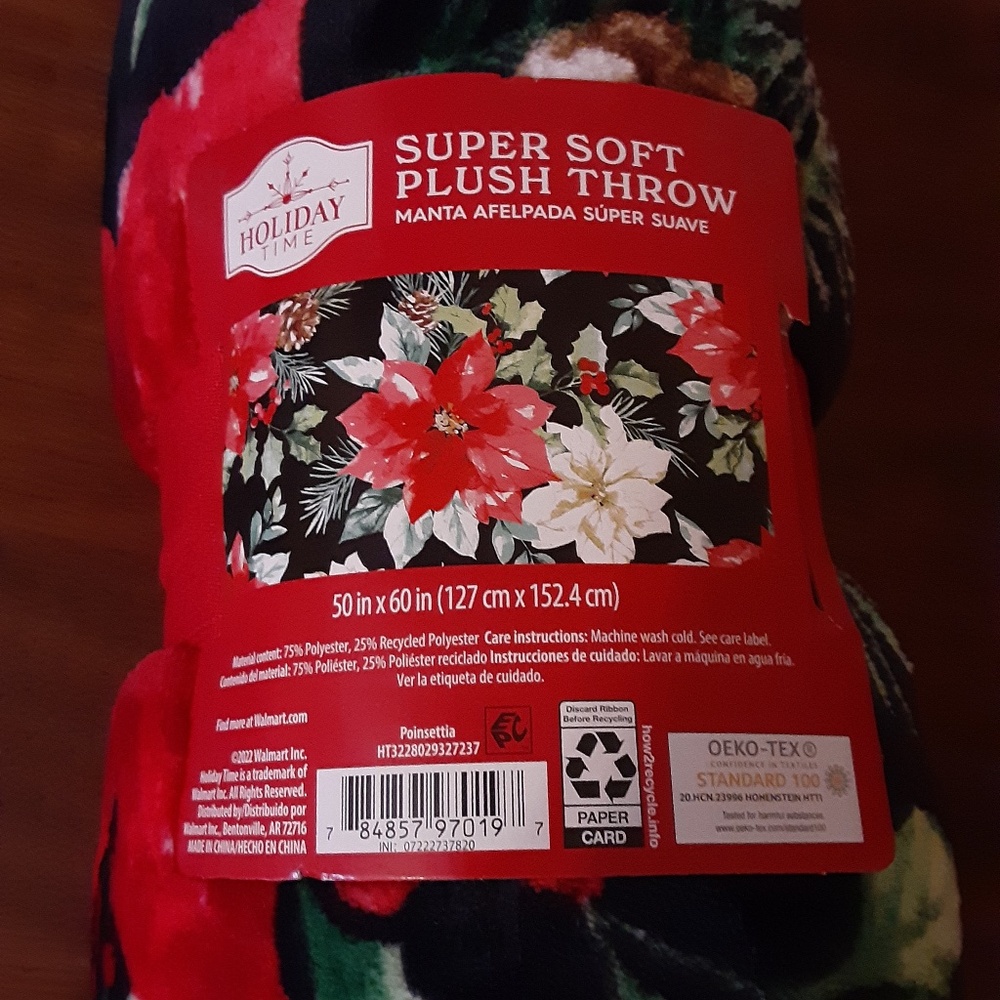 HOLIDAY
TIME
SUPER SOFT
PLUSH THROW
MANTA AFELPADA SÚPER SUAVE
50 in x 60 in (127 cm x 152.4 cm)
Material content: 75% Polyester, 25% Recycled Polyester Care instructions: Machine wash cold. See care label.
Contenido del material: 75% Poliéster, 25% Poliéster reciclado Instrucciones de cuidado: Lavar a máquina en agua fría.
Ver la etiqueta de cuidado.
Find more at Walmart.com
©2022 Walmart Inc.
Holiday Time is a trademark of
Walmart Inc. All Rights Reserved.
Distributed by/Distribuido por
Walmart Inc., Bentonville, AR 72716
MADE IN CHINA/HECHO EN CHINA
Poinsettia
HT3228029327237
EPC
7 84857 97019 7
INI: 07222737820
Discard Ribbon
Before Recycling
PAPER
CARD
how2recycle.info
OEKO-TEX®
CONFIDENCE IN TEXTILES
STANDARD 100
20.HCN.23996 HOHENSTEIN HTTI
Tested for harmful substances.
www.oeko-tex.com/standard100